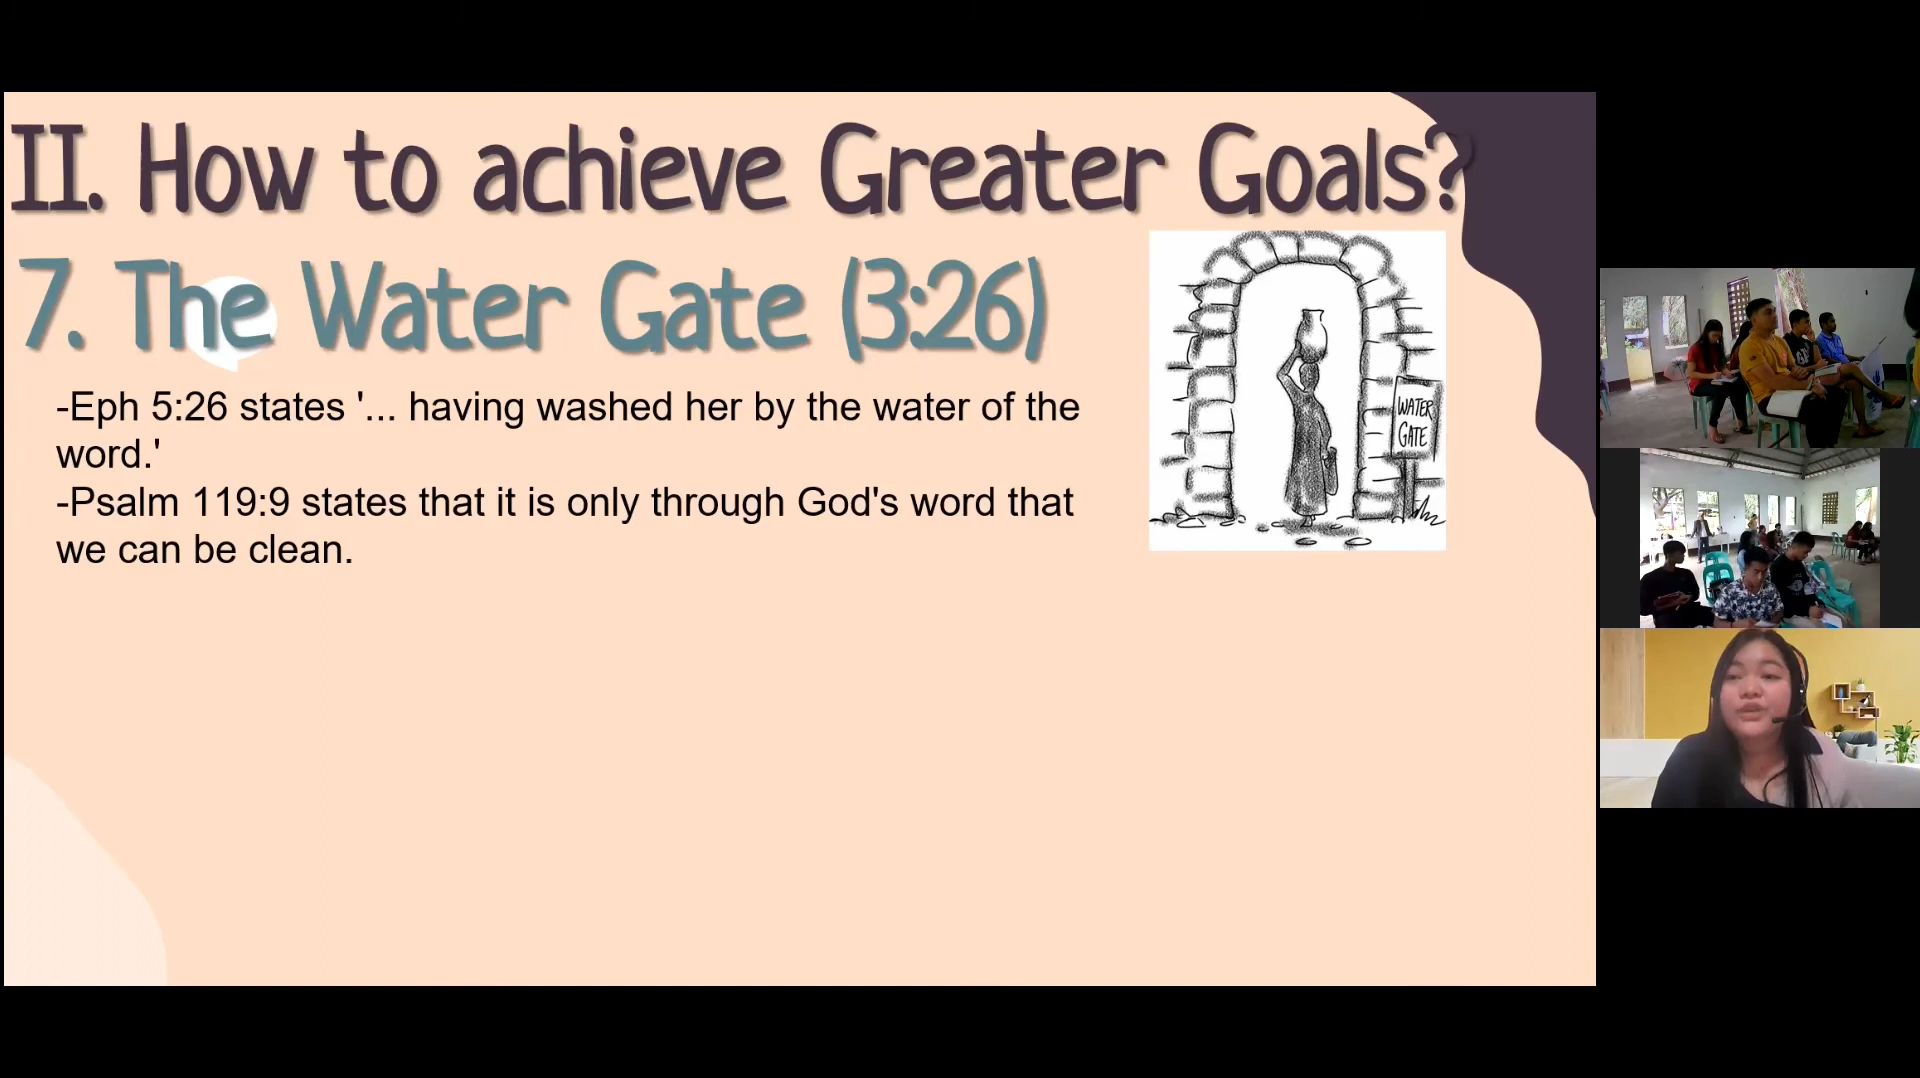 II. How to achieve Greater Goals?
7. The Water Gate (3:26)
-Eph 5:26 states '... having washed her by the water of the
word.'
-Psalm 119:9 states that it is only through God's word that
we can be clean.
WATER
GATE